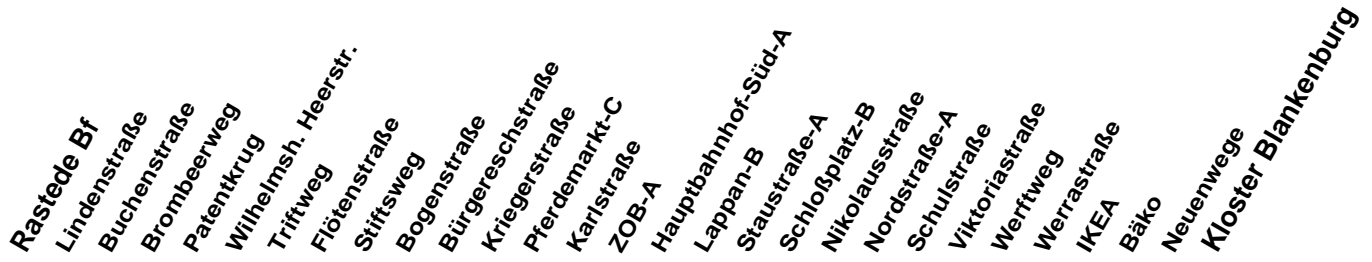 Rastede Bf
Lindenstraße
Buchenstraße
Brombeerweg
Patentkrug
Wilhelmsh. Heerstr.
Triftweg
Flötenstraße
Stiftsweg
Bogenstraße
Bürgereschstraße
Kriegerstraße
Pferdemarkt-C
Karlstraße
ZOB-A
Hauptbahnhof-Süd-A
Lappan-B
Staustraße-A
Schloßplatz-B
Nikolausstraße
Nordstraße-A
Schulstraße
Viktoriastraße
Werftweg
Werrastraße
IKEA
Bäko
Neuenwege
Kloster Blankenburg